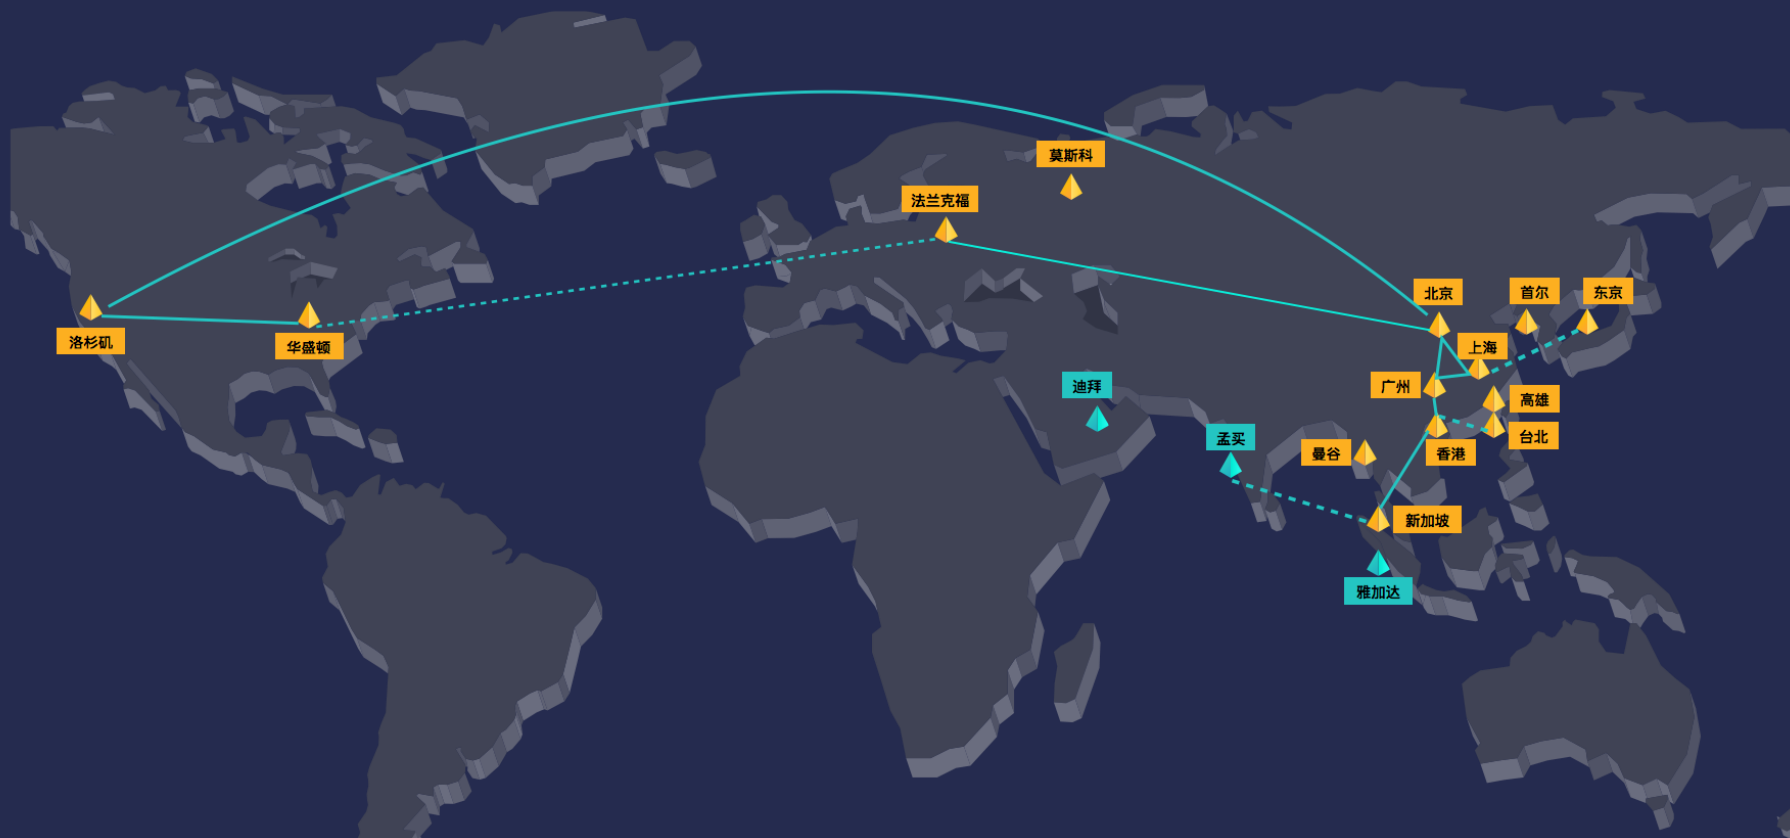 莫斯科
法兰克福
北京
首尔
东京
洛杉矶
华盛顿
上海
迪拜
广州
高雄
孟买
曼谷
香港
台北
新加坡
雅加达